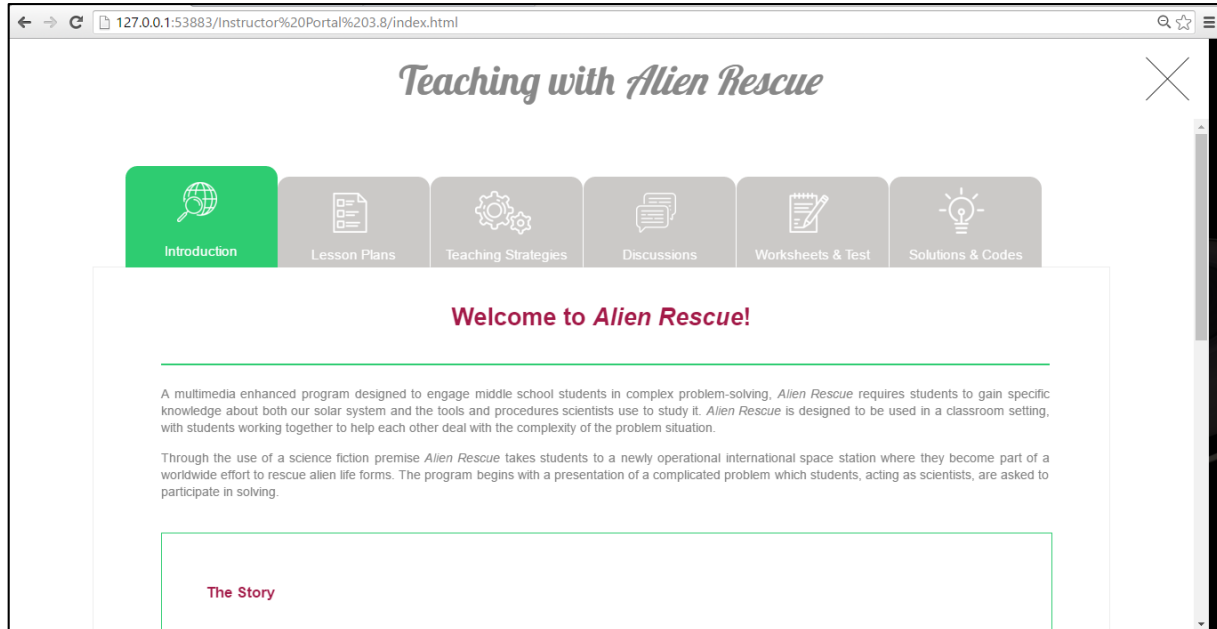 127.0.0.1:53883/Instructor%20Portal%203.8/index.html
Teaching with Alien Rescue
Introduction
Lesson Plans
Teaching Strategies
Discussions
Worksheets & Test
Solutions & Codes
Welcome to Alien Rescue!
A multimedia enhanced program designed to engage middle school students in complex problem-solving, Alien Rescue requires students to gain specific
knowledge about both our solar system and the tools and procedures scientists use to study it. Alien Rescue is designed to be used in a classroom setting,
with students working together to help each other deal with the complexity of the problem situation.
Through the use of a science fiction premise Alien Rescue takes students to a newly operational international space station where they become part of a
worldwide effort to rescue alien life forms. The program begins with a presentation of a complicated problem which students, acting as scientists, are asked to
participate in solving.
The Story